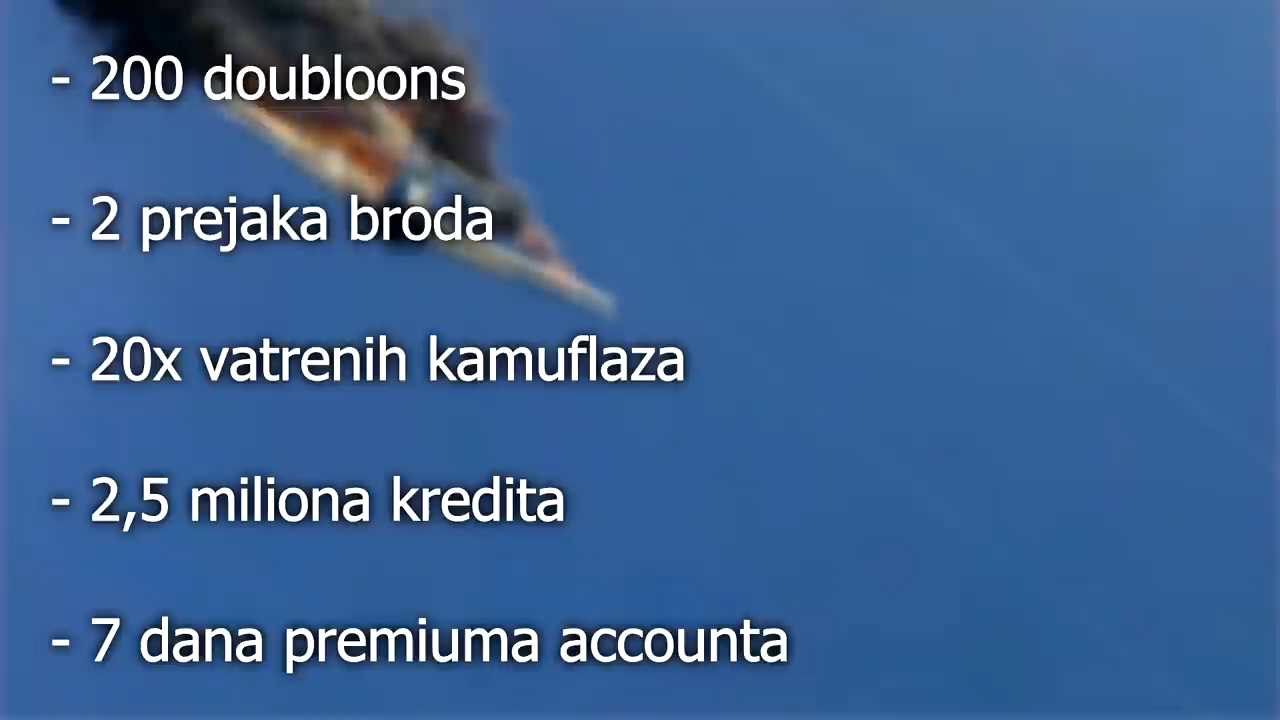 - 200 doubloons
- 2 prejaka broda
- 20x vatrenih kamuflaza
- 2,5 miliona kredita
- 7 dana premiuma accounta